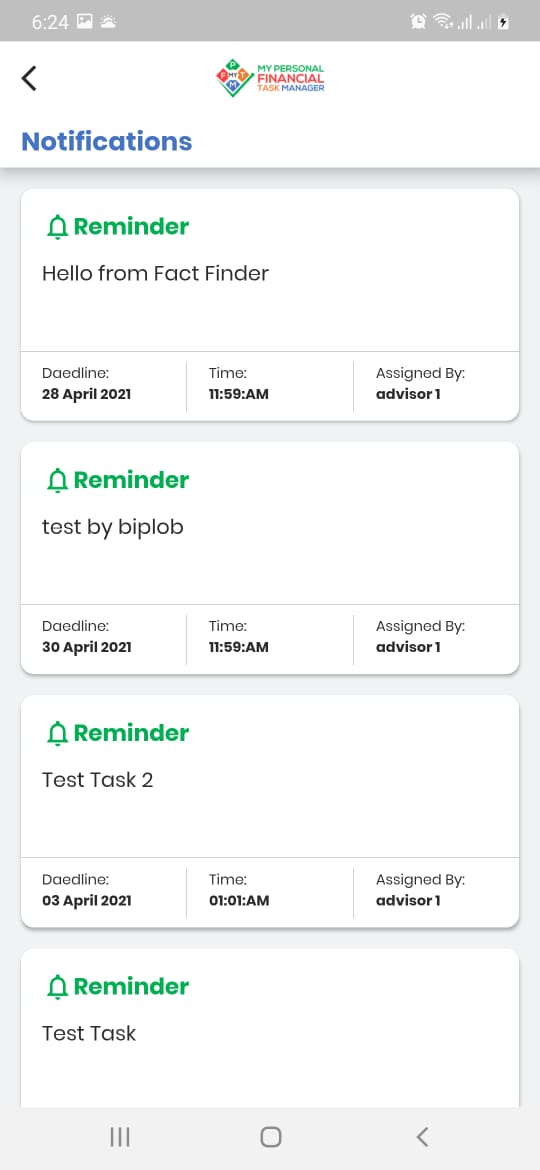 6:24
P
F MY T
M
MY PERSONAL
FINANCIAL
TASK MANAGER
Notifications
Reminder
Hello from Fact Finder
Daedline:
28 April 2021
Time:
11:59:AM
Assigned By:
advisor 1
Reminder
test by biplob
Daedline:
30 April 2021
Time:
11:59:AM
Assigned By:
advisor 1
Reminder
Test Task 2
Daedline:
03 April 2021
Time:
01:01:AM
Assigned By:
advisor 1
Reminder
Test Task